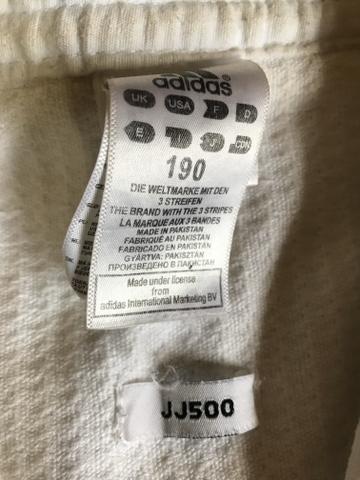 adidas®
UK USA F D
E J CDN
190
DIE WELTMARKE MIT DEN
3 STREIFEN
THE BRAND WITH THE 3 STRIPES
LA MARQUE AUX 3 BANDES
MADE IN PAKISTAN
FABRIQUÉ AU PAKISTAN
FABRICADO EN PAKISTÁN
GYÁRTVA: PAKISZTÁN
ПРОИЗВЕДЕНО В ПАКИСТАН
Made under license
from
adidas International Marketing BV
JJ500